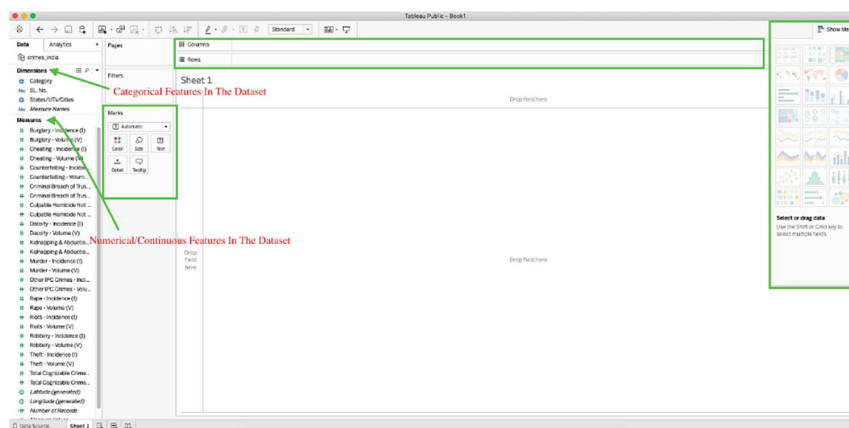 Tableau Public - Book1
Standard
Show Me
Data
Analytics
Pages
Columns
Rows
crimes_india
Dimensions
Filters
Category
SL. No.
States/UTs/Cities
Measure Names
Sheet 1
Categorical Features In The Dataset
Drop field here
Measures
Marks
Automatic
Color
Size
Text
Detail
Tooltip
Burglary - Incidence (I)
Burglary - Volume (V)
Cheating - Incidence (I)
Cheating - Volume (V)
Counterfeiting - Inciden...
Counterfeiting - Volum...
Criminal Breach of Trus...
Criminal Breach of Trus...
Culpable Homicide Not ...
Culpable Homicide Not ...
Dacoity - Incidence (I)
Dacoity - Volume (V)
Kidnapping & Abductio...
Numerical/Continuous Features In The Dataset
Kidnapping & Abductio...
Murder - Incidence (I)
Murder - Volume (V)
Other IPC Crimes - Inci...
Other IPC Crimes - Volu...
Rape - Incidence (I)
Rape - Volume (V)
Riots - Incidence (I)
Riots - Volume (V)
Robbery - Incidence (I)
Robbery - Volume (V)
Theft - Incidence (I)
Theft - Volume (V)
Total Cognizable Crime...
Total Cognizable Crime...
Latitude (generated)
Longitude (generated)
Number of Records
Drop
field
here
Drop field here
Select or drag data
Use the Shift or Cmd key to
select multiple fields
Data Source
Sheet 1